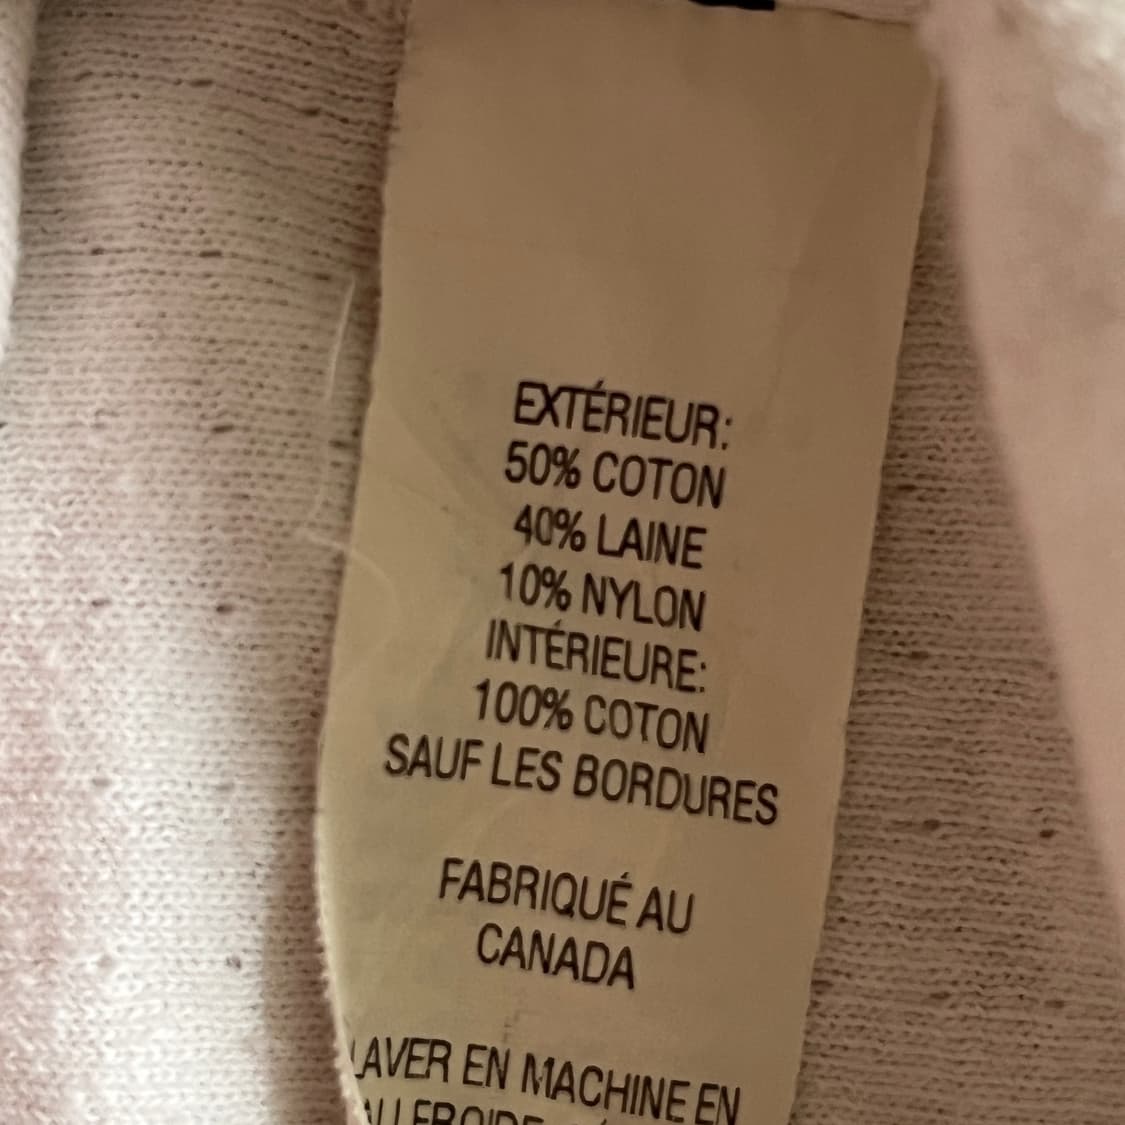 EXTÉRIEUR:
50% COTON
40% LAINE
10% NYLON
INTÉRIEURE:
100% COTON
SAUF LES BORDURES
FABRIQUÉ AU
CANADA
LAVER EN MACHINE EN